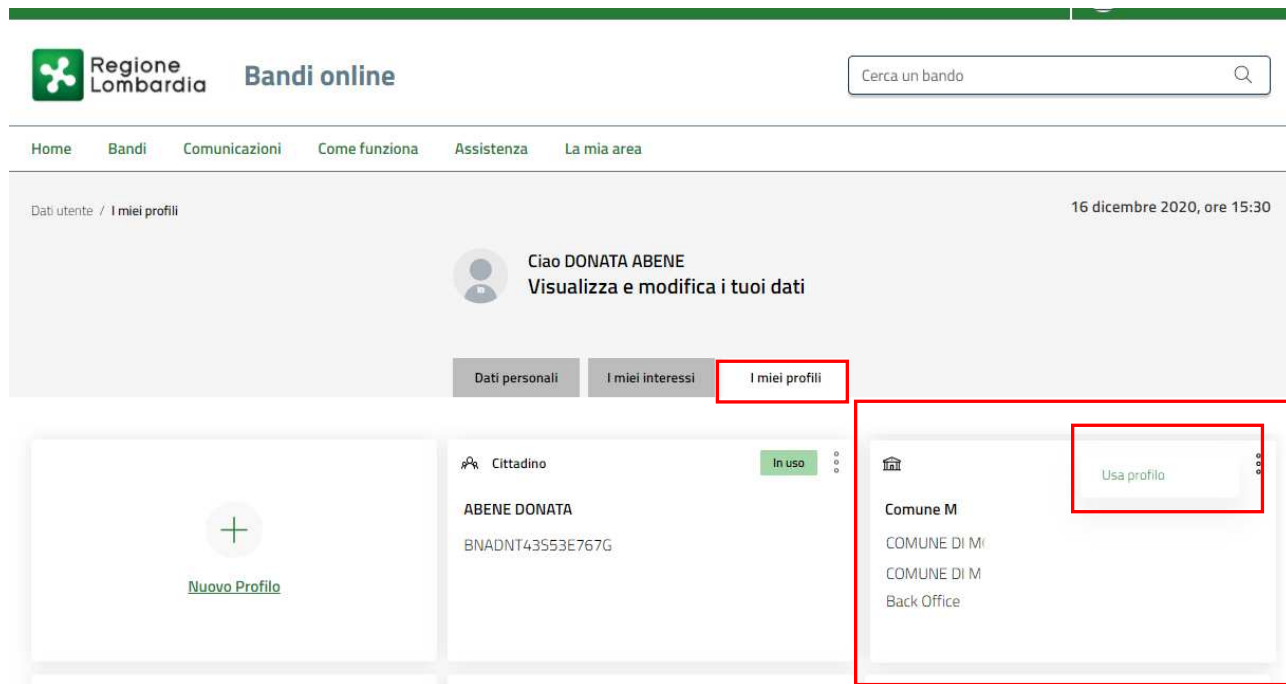 Regione
Lombardia
Bandi online
Cerca un bando
Home Bandi Comunicazioni Come funziona Assistenza La mia area
Dati utente / I miei profili
16 dicembre 2020, ore 15:30
Ciao DONATA ABENE
Visualizza e modifica i tuoi dati
Dati personali I miei interessi I miei profili
Nuovo Profilo
Cittadino In uso
ABENE DONATA
BNADNT43S53E767G
Usa profilo
Comune M
COMUNE DI M
COMUNE DI M
Back Office